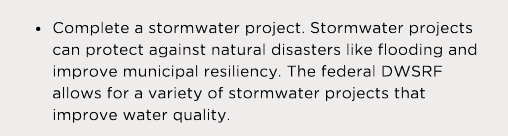 • Complete a stormwater project. Stormwater projects
can protect against natural disasters like flooding and
improve municipal resiliency. The federal DWSRF
allows for a variety of stormwater projects that
improve water quality.